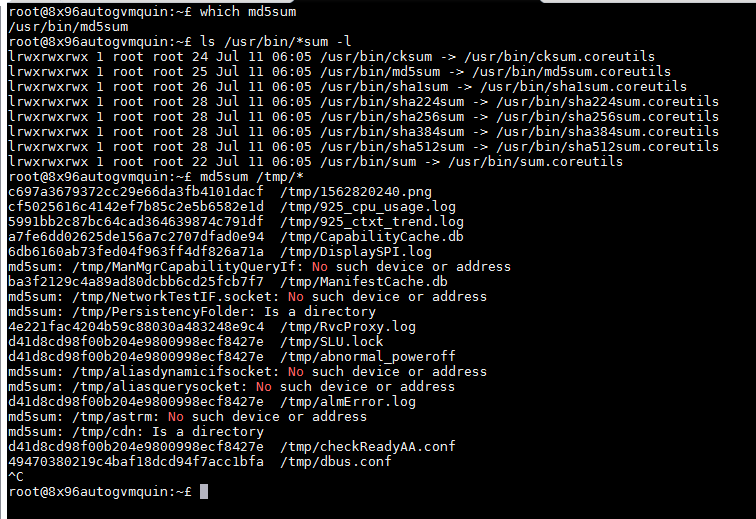 root@8x96autogvmquin:~£ which md5sum
/usr/bin/md5sum
root@8x96autogvmquin:~£ ls /usr/bin/*sum -l
lrwxrwxrwx 1 root root 24 Jul 11 06:05 /usr/bin/cksum -> /usr/bin/cksum.coreutils
lrwxrwxrwx 1 root root 25 Jul 11 06:05 /usr/bin/md5sum -> /usr/bin/md5sum.coreutils
lrwxrwxrwx 1 root root 26 Jul 11 06:05 /usr/bin/sha1sum -> /usr/bin/sha1sum.coreutils
lrwxrwxrwx 1 root root 28 Jul 11 06:05 /usr/bin/sha224sum -> /usr/bin/sha224sum.coreutils
lrwxrwxrwx 1 root root 28 Jul 11 06:05 /usr/bin/sha256sum -> /usr/bin/sha256sum.coreutils
lrwxrwxrwx 1 root root 28 Jul 11 06:05 /usr/bin/sha384sum -> /usr/bin/sha384sum.coreutils
lrwxrwxrwx 1 root root 28 Jul 11 06:05 /usr/bin/sha512sum -> /usr/bin/sha512sum.coreutils
lrwxrwxrwx 1 root root 22 Jul 11 06:05 /usr/bin/sum -> /usr/bin/sum.coreutils
root@8x96autogvmquin:~£ md5sum /tmp/*
c697a3679372cc29e66da3fb4101dacf  /tmp/1562820240.png
cf5025616c4142ef7b85c2e5b6582e1d  /tmp/925_cpu_usage.log
5991bb2c87bc64cad364639874c791df  /tmp/925_ctxt_trend.log
a7fe6dd02625de156a7c2707dfad0e94  /tmp/CapabilityCache.db
6db6160ab73fed04f963ff4df826a71a  /tmp/DisplaySPI.log
md5sum: /tmp/ManMgrCapabilityQueryIf: No such device or address
ba3f2129c4a89ad80dcbb6cd25fcb7f7  /tmp/ManifestCache.db
md5sum: /tmp/NetworkTestIF.socket: No such device or address
md5sum: /tmp/PersistencyFolder: Is a directory
4e221fac4204b59c88030a483248e9c4  /tmp/RvcProxy.log
d41d8cd98f00b204e9800998ecf8427e  /tmp/SLU.lock
d41d8cd98f00b204e9800998ecf8427e  /tmp/abnormal_poweroff
md5sum: /tmp/aliasdynamicifsocket: No such device or address
md5sum: /tmp/aliasquerysocket: No such device or address
d41d8cd98f00b204e9800998ecf8427e  /tmp/almError.log
md5sum: /tmp/astrm: No such device or address
md5sum: /tmp/cdn: Is a directory
d41d8cd98f00b204e9800998ecf8427e  /tmp/checkReadyAA.conf
49470380219c4baf18dcd94f7acc1bfa  /tmp/dbus.conf
^C
root@8x96autogvmquin:~£